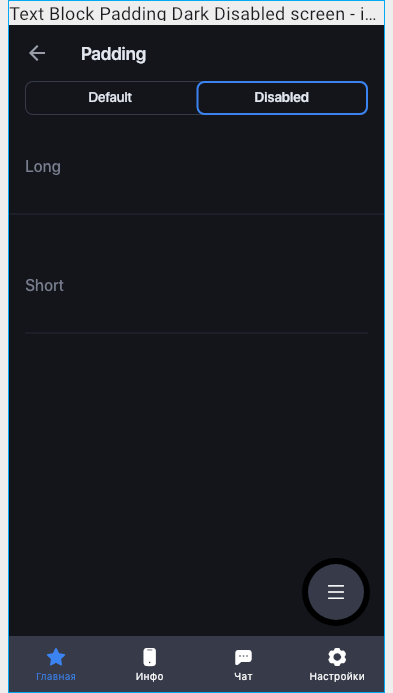 Text Block Padding Dark Disabled screen - i...
Padding
Default
Disabled
Long
Short
Главная
Инфо
Чат
Настройки